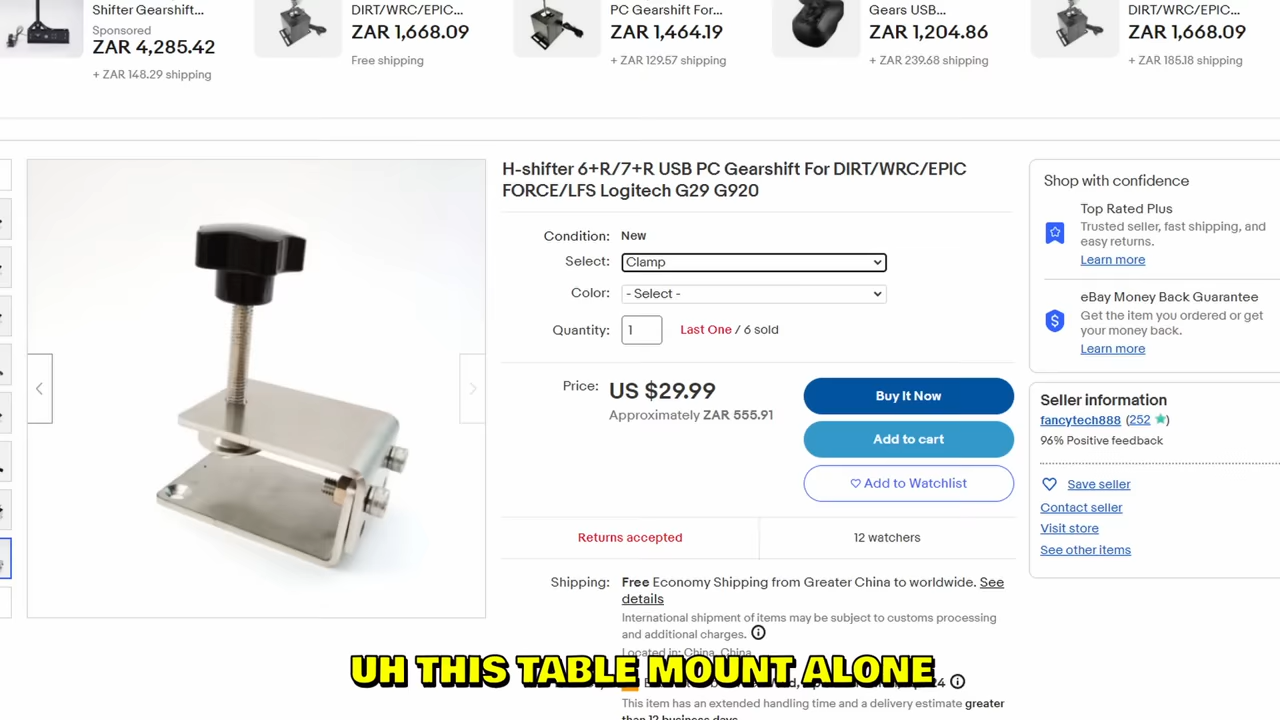 Shifter Gearshift...
Sponsored
ZAR 4,285.42
+ ZAR 148.29 shipping
DIRT/WRC/EPIC...
ZAR 1,668.09
Free shipping
PC Gearshift For...
ZAR 1,464.19
+ ZAR 129.57 shipping
Gears USB...
ZAR 1,204.86
+ ZAR 239.68 shipping
DIRT/WRC/EPIC...
ZAR 1,668.09
+ ZAR 185.18 shipping
H-shifter 6+R/7+R USB PC Gearshift For DIRT/WRC/EPIC
FORCE/LFS Logitech G29 G920
Condition: New
Select: Clamp
Color: - Select -
Quantity: 1 Last One / 6 sold
Price: US $29.99
Approximately ZAR 555.91
Buy It Now
Add to cart
Add to Watchlist
Returns accepted
12 watchers
Shipping: Free Economy Shipping from Greater China to worldwide. See
details
International shipment of items may be subject to customs processing
and additional charges.
Located in: China, China
UH THIS TABLE MOUNT ALONE
This item has an extended handling time and a delivery estimate greater
than 12 business days.
Shop with confidence
Top Rated Plus
Trusted seller, fast shipping, and
easy returns.
Learn more
eBay Money Back Guarantee
Get the item you ordered or get
your money back.
Learn more
Seller information
fancytech888 (252)
96% Positive feedback
Save seller
Contact seller
Visit store
See other items